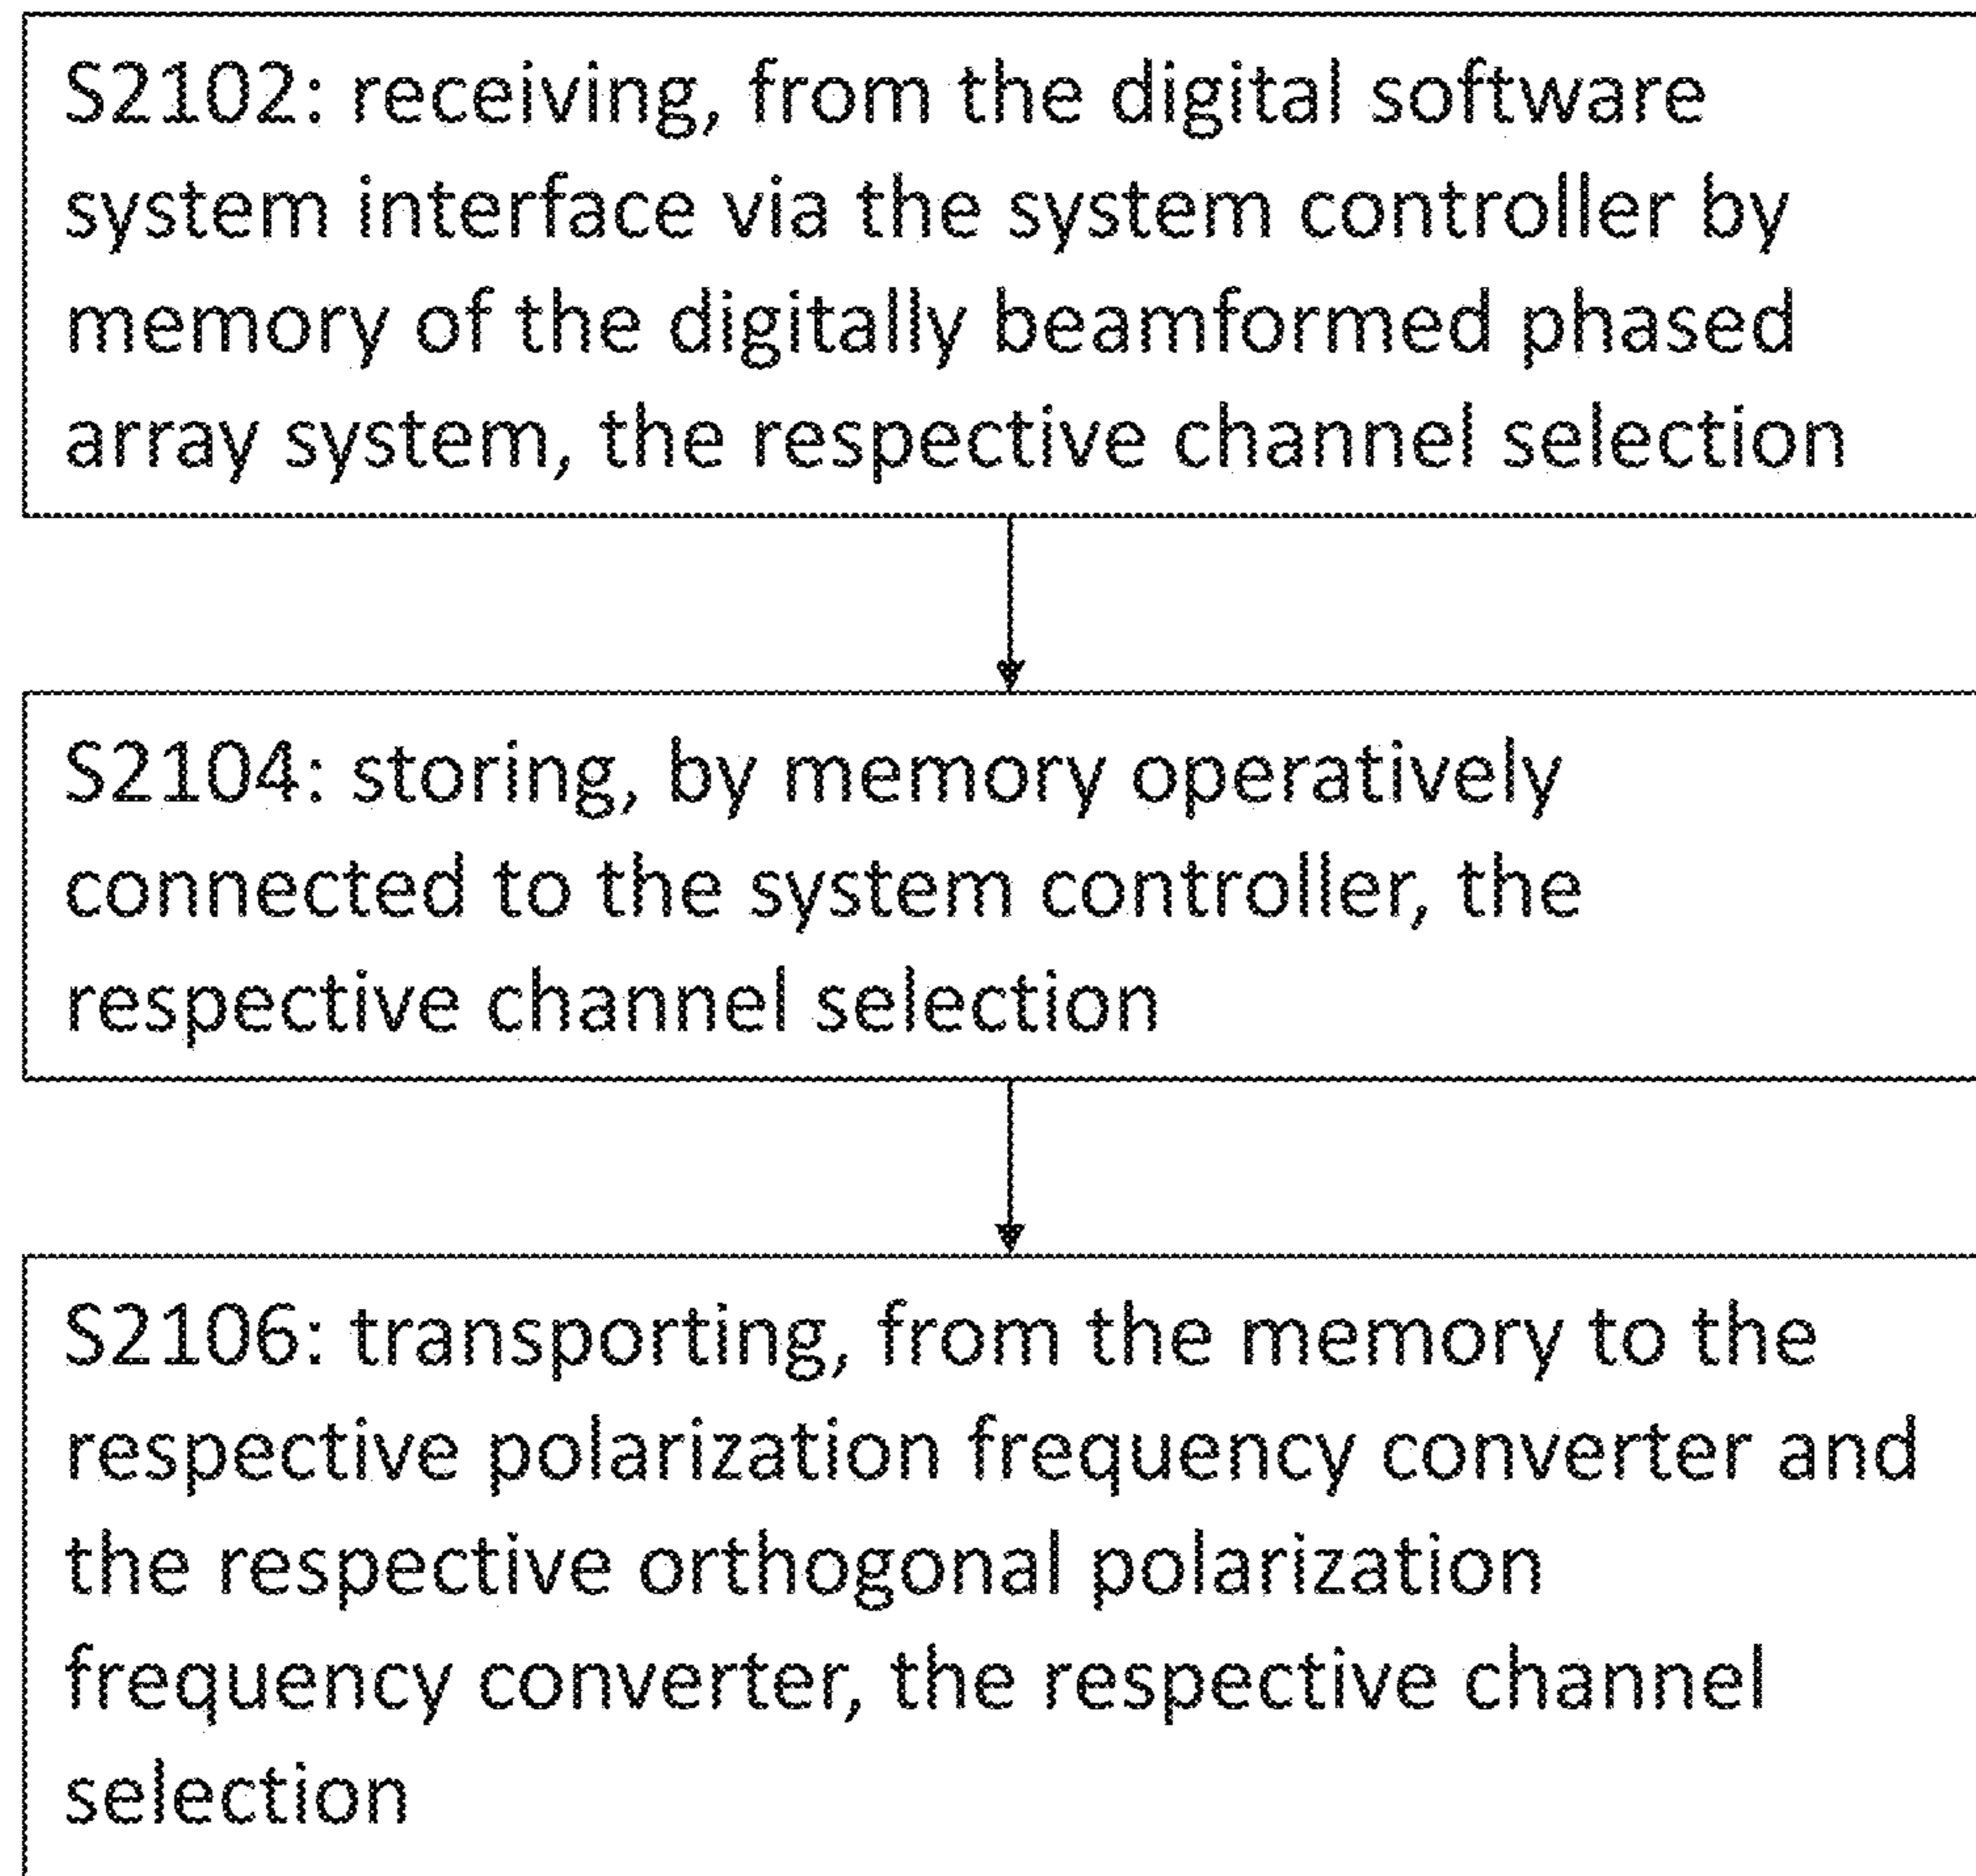 S2102: receiving, from the digital software
system interface via the system controller by
memory of the digitally beamformed phased
array system, the respective channel selection
S2104: storing, by memory operatively
connected to the system controller, the
respective channel selection
S2106: transporting, from the memory to the
respective polarization frequency converter and
the respective orthogonal polarization
frequency converter, the respective channel
selection